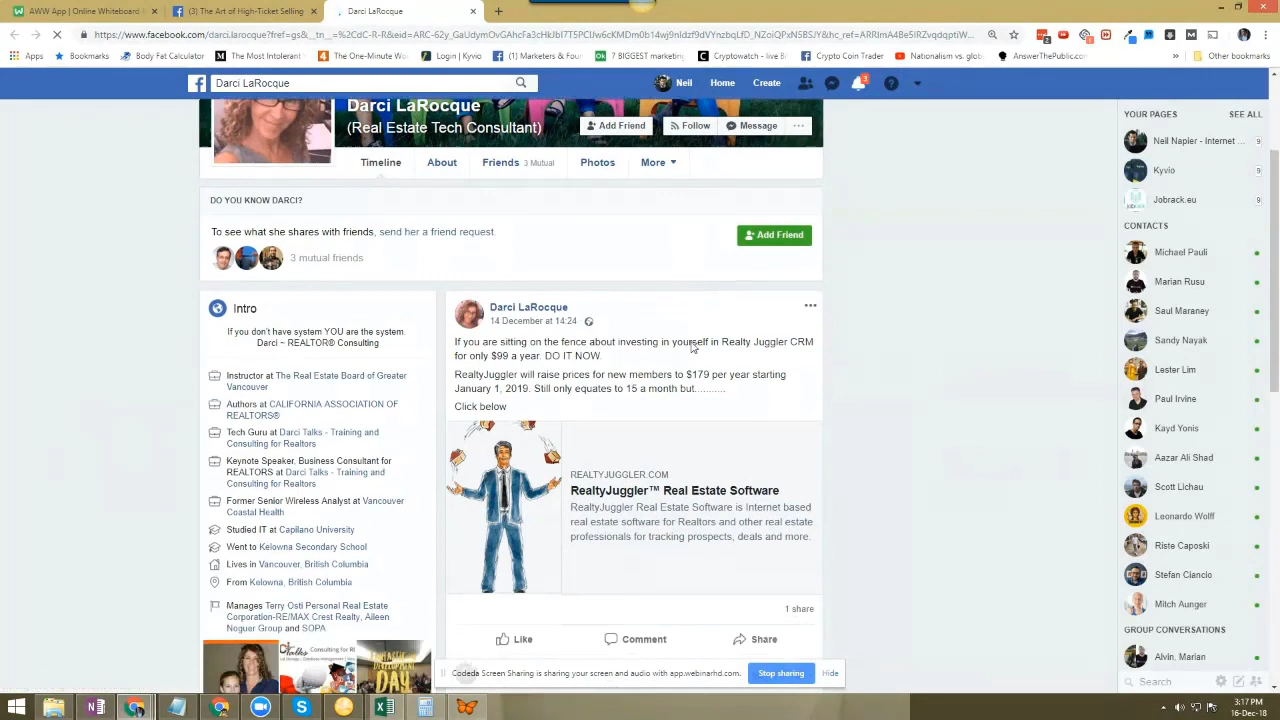 AWW App | Online Whiteboard
[3] The Art of High-Ticket Selling
Darci LaRocque
Apps
Bookmarks
Body Fat Calculator
The Most Intolerant
The One-Minute Wo
Login | Kyvio
(1) Marketers & Foun
7 BIGGEST marketing
Cryptowatch - live B
Crypto Coin Trader
Nationalism vs. glob
AnswerThePublic.com
Other bookmarks
Darci LaRocque
Neil
Home
Create
3
Darci LaRocque
(Real Estate Tech Consultant)
Add Friend
Follow
Message
Timeline
About
Friends 3 Mutual
Photos
More
DO YOU KNOW DARCI?
To see what she shares with friends, send her a friend request.
Add Friend
3 mutual friends
Intro
If you don't have system YOU are the system.
Darci ~ REALTOR® Consulting
Instructor at The Real Estate Board of Greater
Vancouver
Authors at CALIFORNIA ASSOCIATION OF
REALTORS®
Tech Guru at Darci Talks - Training and
Consulting for Realtors
Keynote Speaker, Business Consultant for
REALTORS at Darci Talks - Training and
Consulting for Realtors
Former Senior Wireless Analyst at Vancouver
Coastal Health
Studied IT at Capilano University
Went to Kelowna Secondary School
Lives in Vancouver, British Columbia
From Kelowna, British Columbia
Manages Terry Osti Personal Real Estate
Corporation-RE/MAX Crest Realty, Aileen
Noguer Group and SOPA
Darci LaRocque
14 December at 14:24
If you are sitting on the fence about investing in yourself in Realty Juggler CRM
for only $99 a year. DO IT NOW.
RealtyJuggler will raise prices for new members to $179 per year starting
January 1, 2019. Still only equates to 15 a month but..........
Click below
REALTYJUGGLER.COM
RealtyJuggler™ Real Estate Software
RealtyJuggler Real Estate Software is Internet based
real estate software for Realtors and other real estate
professionals for tracking prospects, deals and more.
1 share
Like
Comment
Share
Codeda Screen Sharing is sharing your screen and audio with app.webinarhd.com.
Stop sharing
Hide
YOUR PAGES
SEE ALL
Neil Napier - Internet ...
9
Kyvio
9
Jobrack.eu
9
CONTACTS
Michael Pauli
Marian Rusu
Saul Maraney
Sandy Nayak
Lester Lim
Paul Irvine
Kayd Yonis
Aazar Ali Shad
Scott Lichau
Leonardo Wolff
Riste Caposki
Stefan Ciancio
Mitch Aunger
GROUP CONVERSATIONS
Alvin, Marian
Search
3:17 PM
16-Dec-18